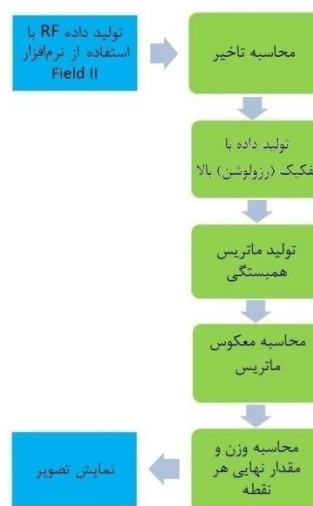 تولید داده RF با
استفاده از نرم‌افزار
Field II
محاسبه تاخیر
تولید داده با
تفکیک (رزولوشن) بالا
تولید ماتریس
همبستگی
محاسبه معکوس
ماتریس
محاسبه وزن و
مقدار نهایی هر
نقطه
نمایش تصویر